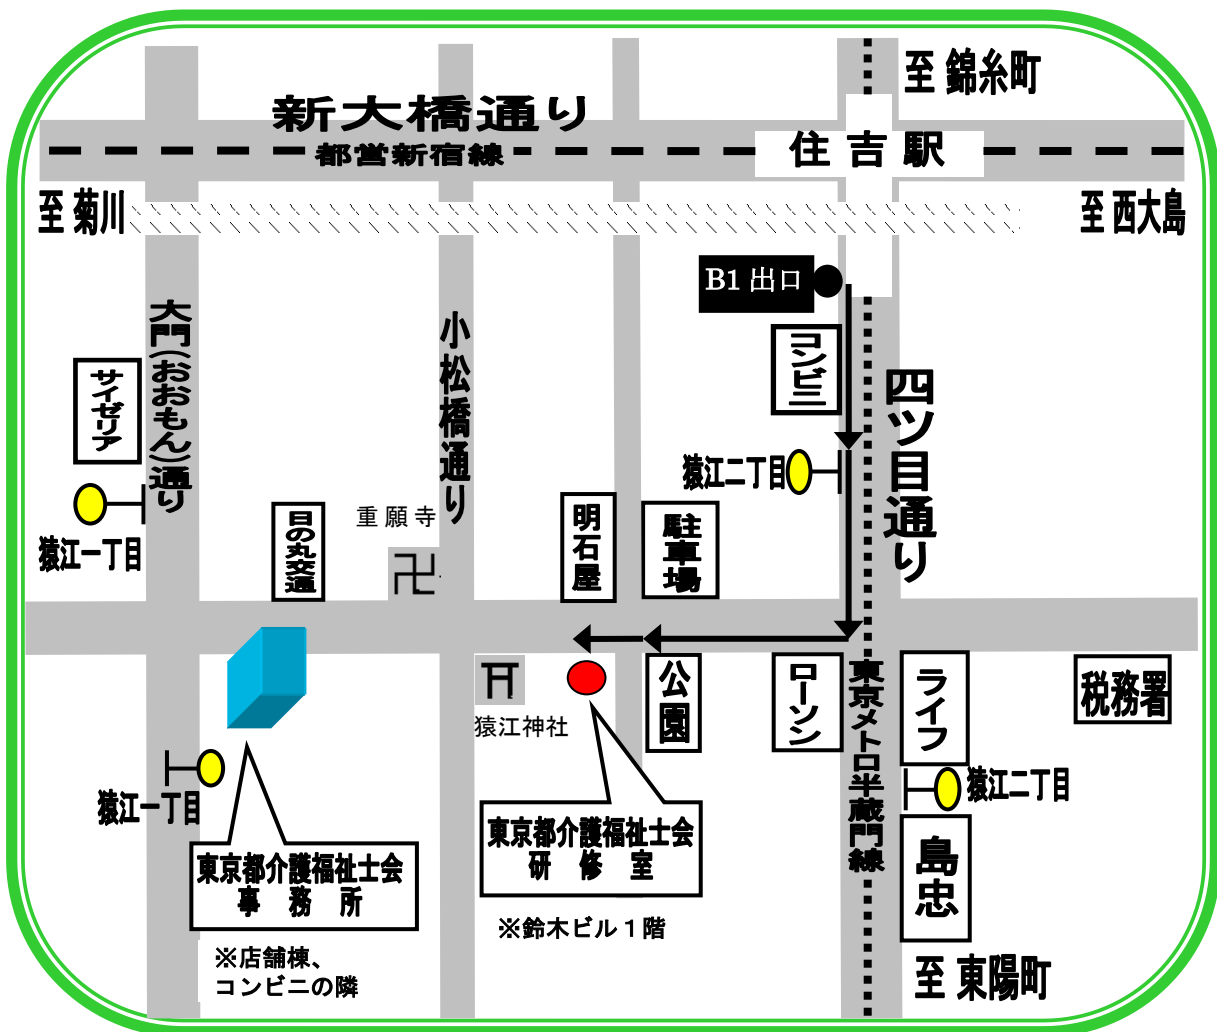 至 錦糸町
新大橋通り
都営新宿線
住吉駅
至 菊川
至 西大島
B1 出口
コンビニ
大門(おおもん)通り
小松橋通り
四ツ目通り
サイゼリア
猿江二丁目
猿江一丁目
日の丸交通
重願寺
卍
明石屋
駐車場
猿江神社
公園
ローソン
東京メトロ半蔵門線
ライフ
税務署
猿江一丁目
猿江二丁目
東京都介護福祉士会
研 修 室
※鈴木ビル1階
東京都介護福祉士会
事 務 所
※店舗棟、
コンビニの隣
島忠
至 東陽町